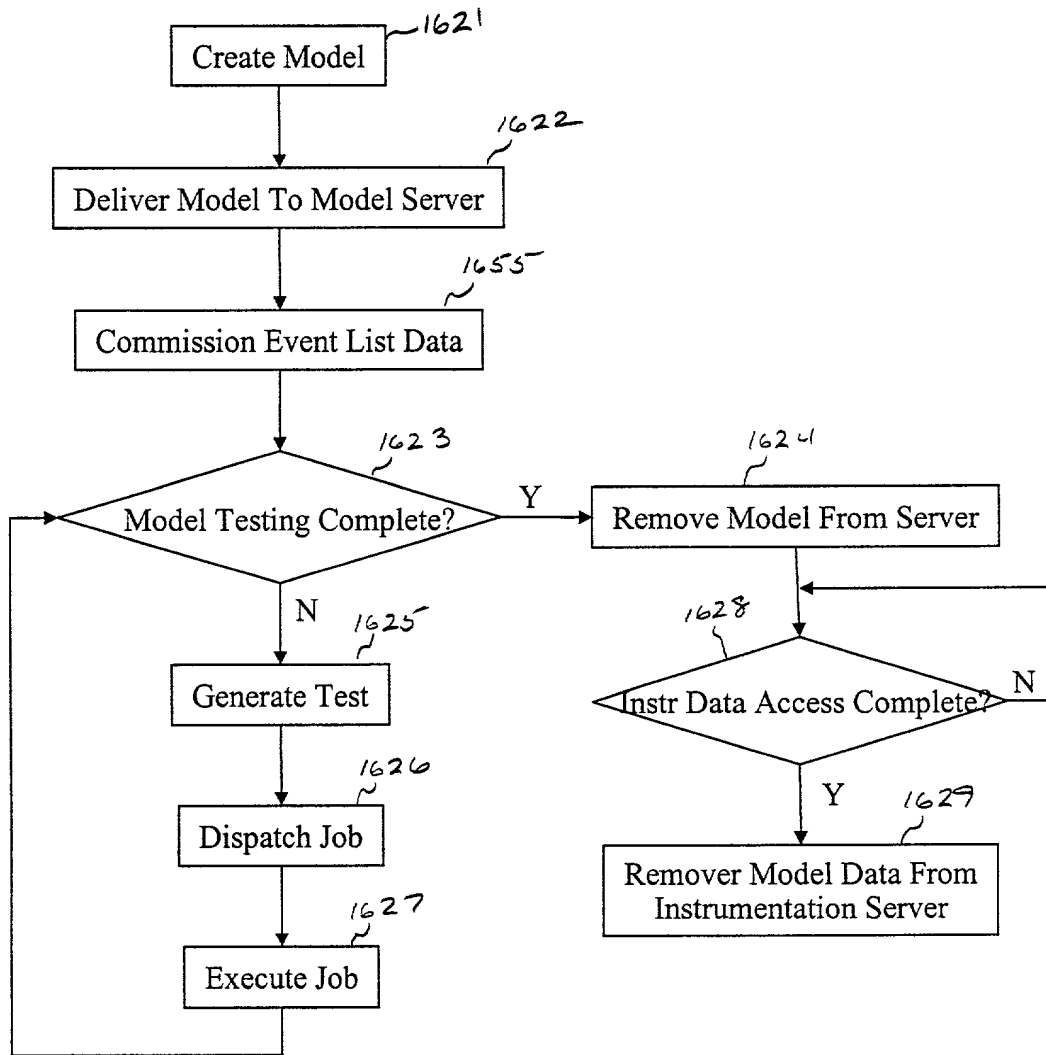 1621
Create Model
1622
Deliver Model To Model Server
1655
Commission Event List Data
1623
Model Testing Complete?
Y
N
1624
Remove Model From Server
1625
Generate Test
1628
Instr Data Access Complete?
N
Y
1626
Dispatch Job
1629
Remover Model Data From
Instrumentation Server
1627
Execute Job